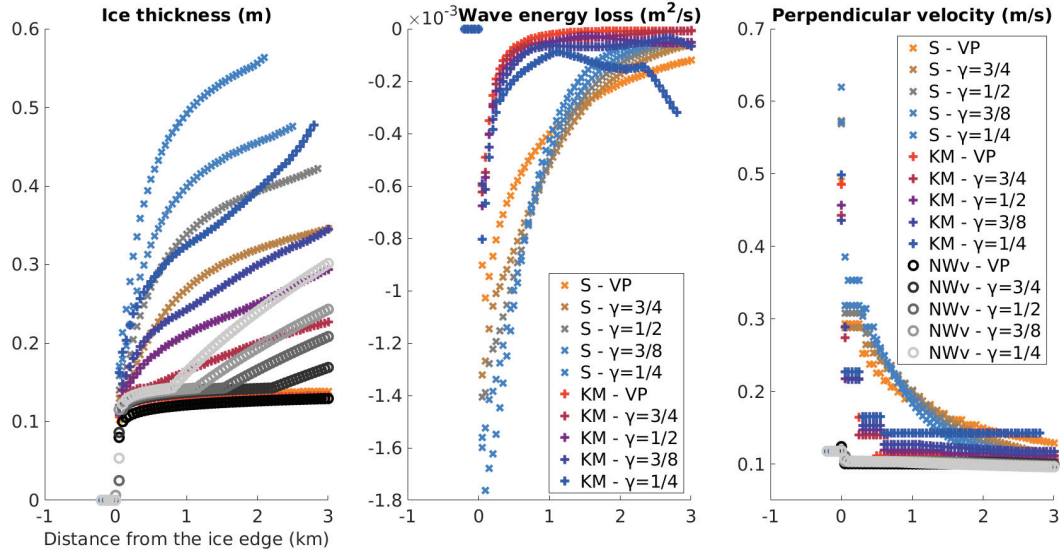 Ice thickness (m)
0.6
0.5
0.4
0.3
0.2
0.1
0
-1
0
1
2
3
Distance from the ice edge (km)
Wave energy loss (m²/s)
×10⁻³
0
-0.2
-0.4
-0.6
-0.8
-1
-1.2
-1.4
-1.6
-1.8
-1
0
1
2
3
S - VP
S - γ=3/4
S - γ=1/2
S - γ=3/8
S - γ=1/4
KM - VP
KM - γ=3/4
KM - γ=1/2
KM - γ=3/8
KM - γ=1/4
Perpendicular velocity (m/s)
0.7
0.6
0.5
0.4
0.3
0.2
0.1
-1
0
1
2
3
S - VP
S - γ=3/4
S - γ=1/2
S - γ=3/8
S - γ=1/4
KM - VP
KM - γ=3/4
KM - γ=1/2
KM - γ=3/8
KM - γ=1/4
NWv - VP
NWv - γ=3/4
NWv - γ=1/2
NWv - γ=3/8
NWv - γ=1/4